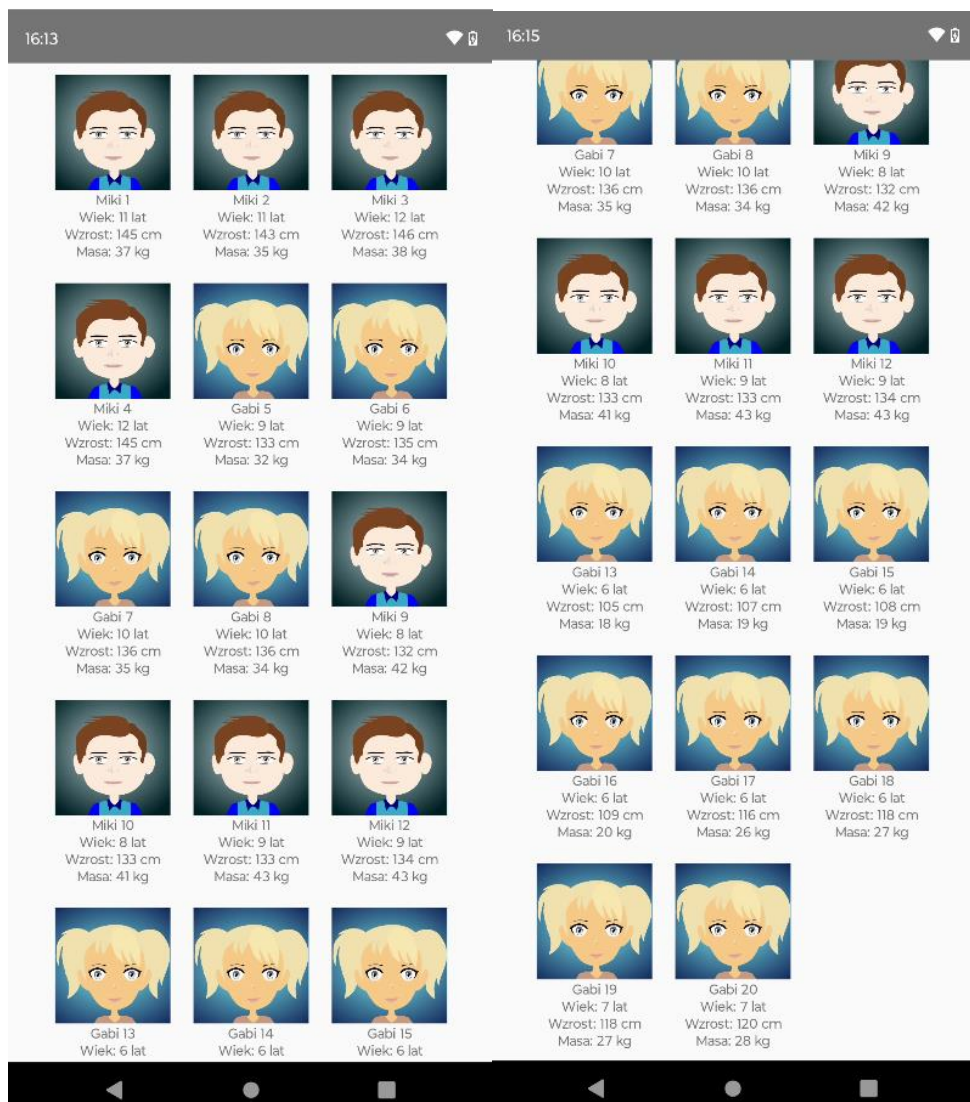 16:13
Miki 1
Wiek: 11 lat
Wzrost: 145 cm
Masa: 37 kg
Miki 2
Wiek: 11 lat
Wzrost: 143 cm
Masa: 35 kg
Miki 3
Wiek: 12 lat
Wzrost: 146 cm
Masa: 38 kg
Miki 4
Wiek: 12 lat
Wzrost: 145 cm
Masa: 37 kg
Gabi 5
Wiek: 9 lat
Wzrost: 133 cm
Masa: 32 kg
Gabi 6
Wiek: 9 lat
Wzrost: 135 cm
Masa: 34 kg
Gabi 7
Wiek: 10 lat
Wzrost: 136 cm
Masa: 35 kg
Gabi 8
Wiek: 10 lat
Wzrost: 136 cm
Masa: 34 kg
Miki 9
Wiek: 8 lat
Wzrost: 132 cm
Masa: 42 kg
Miki 10
Wiek: 8 lat
Wzrost: 133 cm
Masa: 41 kg
Miki 11
Wiek: 9 lat
Wzrost: 133 cm
Masa: 43 kg
Miki 12
Wiek: 9 lat
Wzrost: 134 cm
Masa: 43 kg
Gabi 13
Wiek: 6 lat
Gabi 14
Wiek: 6 lat
Gabi 15
Wiek: 6 lat
16:15
Gabi 7
Wiek: 10 lat
Wzrost: 136 cm
Masa: 35 kg
Gabi 8
Wiek: 10 lat
Wzrost: 136 cm
Masa: 34 kg
Miki 9
Wiek: 8 lat
Wzrost: 132 cm
Masa: 42 kg
Miki 10
Wiek: 8 lat
Wzrost: 133 cm
Masa: 41 kg
Miki 11
Wiek: 9 lat
Wzrost: 133 cm
Masa: 43 kg
Miki 12
Wiek: 9 lat
Wzrost: 134 cm
Masa: 43 kg
Gabi 13
Wiek: 6 lat
Wzrost: 105 cm
Masa: 18 kg
Gabi 14
Wiek: 6 lat
Wzrost: 107 cm
Masa: 19 kg
Gabi 15
Wiek: 6 lat
Wzrost: 108 cm
Masa: 19 kg
Gabi 16
Wiek: 6 lat
Wzrost: 109 cm
Masa: 20 kg
Gabi 17
Wiek: 6 lat
Wzrost: 116 cm
Masa: 26 kg
Gabi 18
Wiek: 6 lat
Wzrost: 118 cm
Masa: 27 kg
Gabi 19
Wiek: 7 lat
Wzrost: 118 cm
Masa: 27 kg
Gabi 20
Wiek: 7 lat
Wzrost: 120 cm
Masa: 28 kg